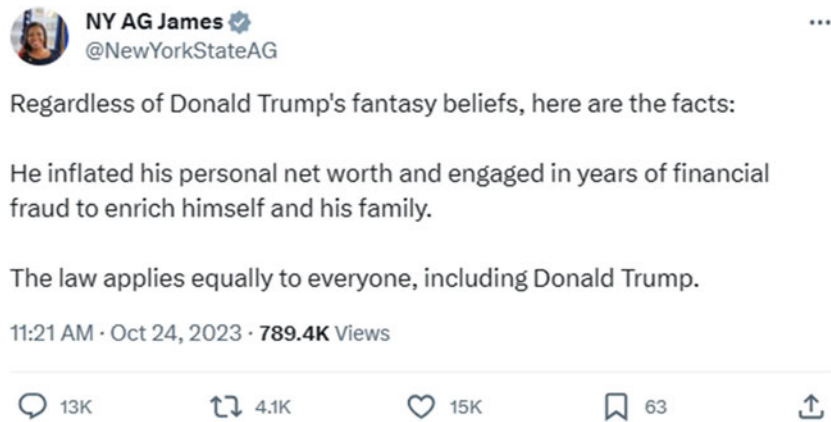 NY AG James
@NewYorkStateAG
Regardless of Donald Trump's fantasy beliefs, here are the facts:
He inflated his personal net worth and engaged in years of financial
fraud to enrich himself and his family.
The law applies equally to everyone, including Donald Trump.
11:21 AM · Oct 24, 2023 · 789.4K Views
13K 4.1K 15K 63